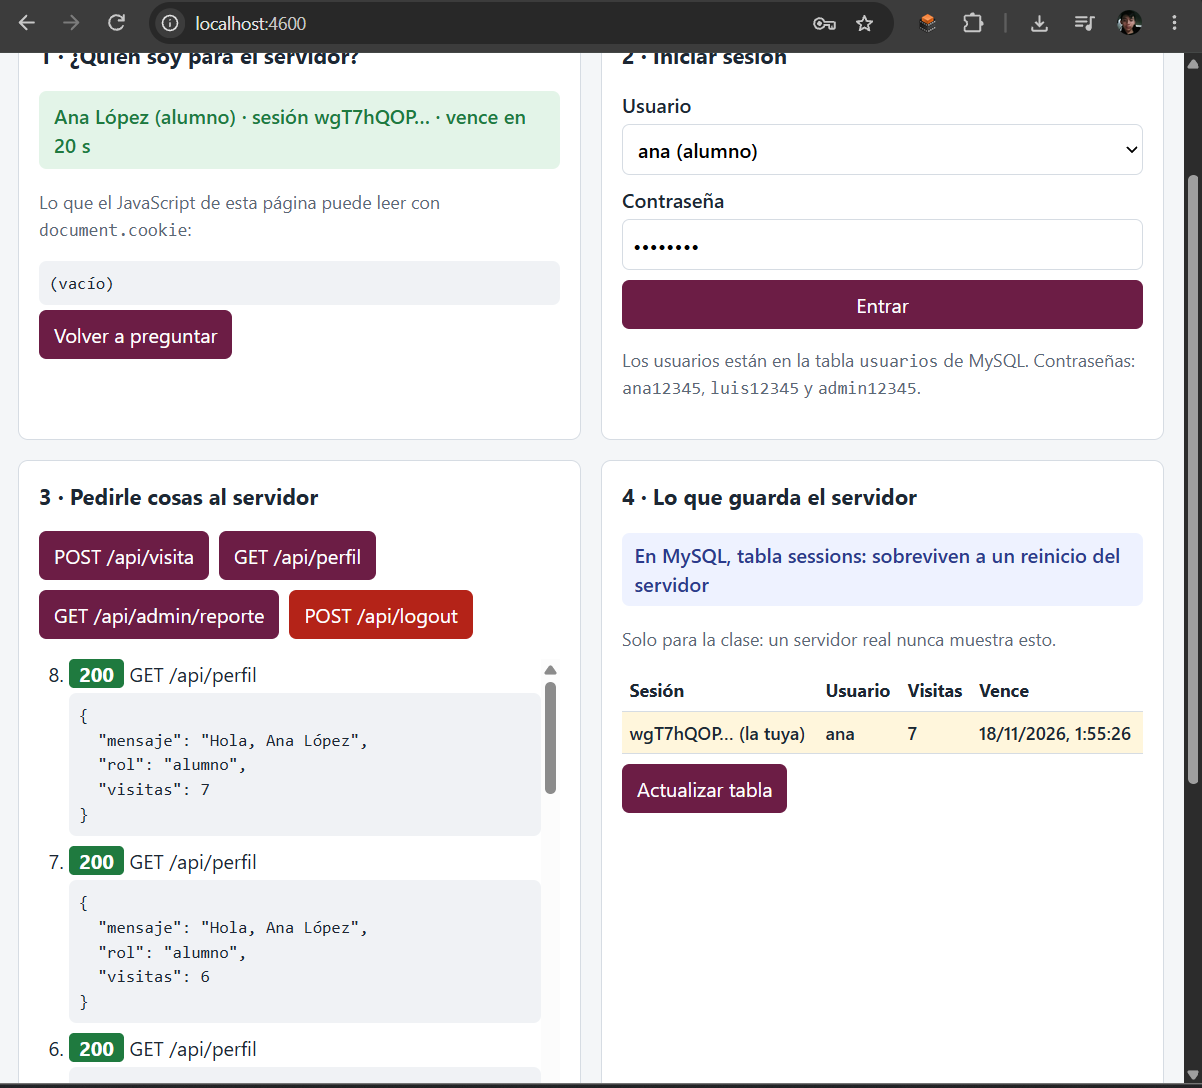 localhost:4600
1 · ¿Quién soy para el servidor?
Ana López (alumno) · sesión wgT7hQOP… · vence en
20 s
Lo que el JavaScript de esta página puede leer con
document.cookie:
(vacío)
Volver a preguntar
2 · Iniciar sesión
Usuario
ana (alumno)
Contraseña
••••••••
Entrar
Los usuarios están en la tabla usuarios de MySQL. Contraseñas:
ana12345, luis12345 y admin12345.
3 · Pedirle cosas al servidor
POST /api/visita
GET /api/perfil
GET /api/admin/reporte
POST /api/logout
8. 200 GET /api/perfil
{
"mensaje": "Hola, Ana López",
"rol": "alumno",
"visitas": 7
}
7. 200 GET /api/perfil
{
"mensaje": "Hola, Ana López",
"rol": "alumno",
"visitas": 6
}
6. 200 GET /api/perfil
4 · Lo que guarda el servidor
En MySQL, tabla sessions: sobreviven a un reinicio del
servidor
Solo para la clase: un servidor real nunca muestra esto.
Sesión Usuario Visitas Vence
wgT7hQOP… (la tuya) ana 7 18/11/2026, 1:55:26
Actualizar tabla